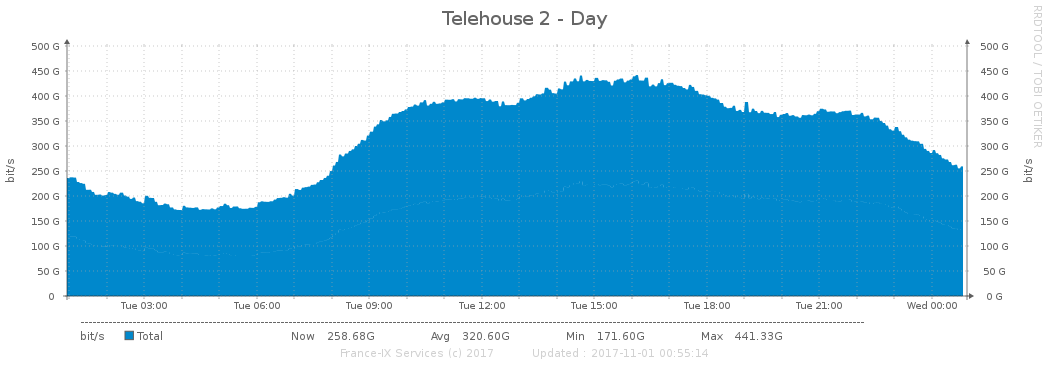 Telehouse 2 - Day
RRDTOOL / TOBI OETIKER
500 G 500 G
450 G 450 G
400 G 400 G
350 G 350 G
300 G 300 G
250 G 250 G
200 G 200 G
150 G 150 G
100 G 100 G
50 G 50 G
0 0 G
bit/s bit/s
Tue 03:00 Tue 06:00 Tue 09:00 Tue 12:00 Tue 15:00 Tue 18:00 Tue 21:00 Wed 00:00
bit/s Total Now 258.68G Avg 320.60G Min 171.60G Max 441.33G
France-IX Services (c) 2017 Updated : 2017-11-01 00:55:14